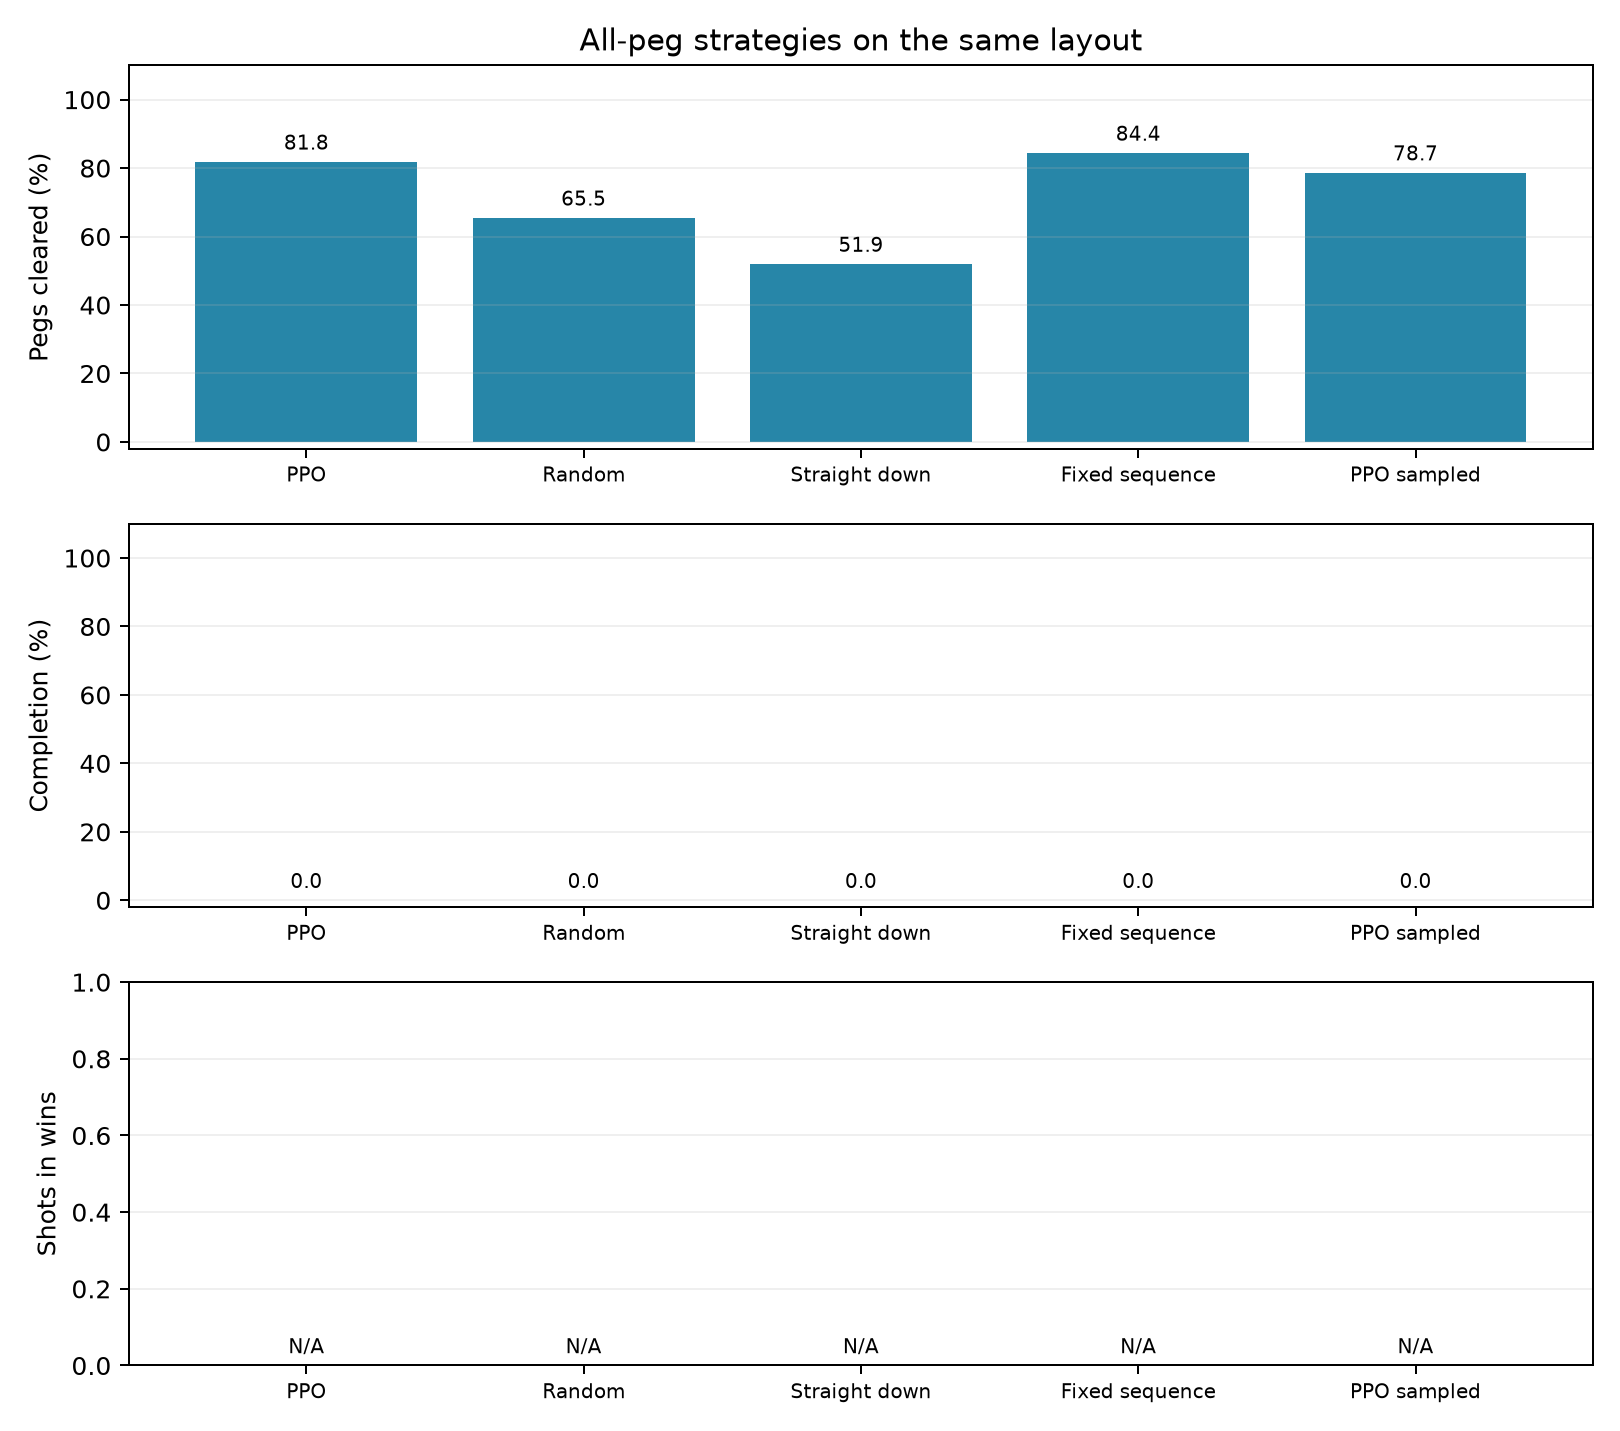 All-peg strategies on the same layout
Pegs cleared (%)
100
80
60
40
20
0
81.8
65.5
51.9
84.4
78.7
PPO
Random
Straight down
Fixed sequence
PPO sampled
Completion (%)
100
80
60
40
20
0
0.0
0.0
0.0
0.0
0.0
PPO
Random
Straight down
Fixed sequence
PPO sampled
Shots in wins
1.0
0.8
0.6
0.4
0.2
0.0
N/A
N/A
N/A
N/A
N/A
PPO
Random
Straight down
Fixed sequence
PPO sampled